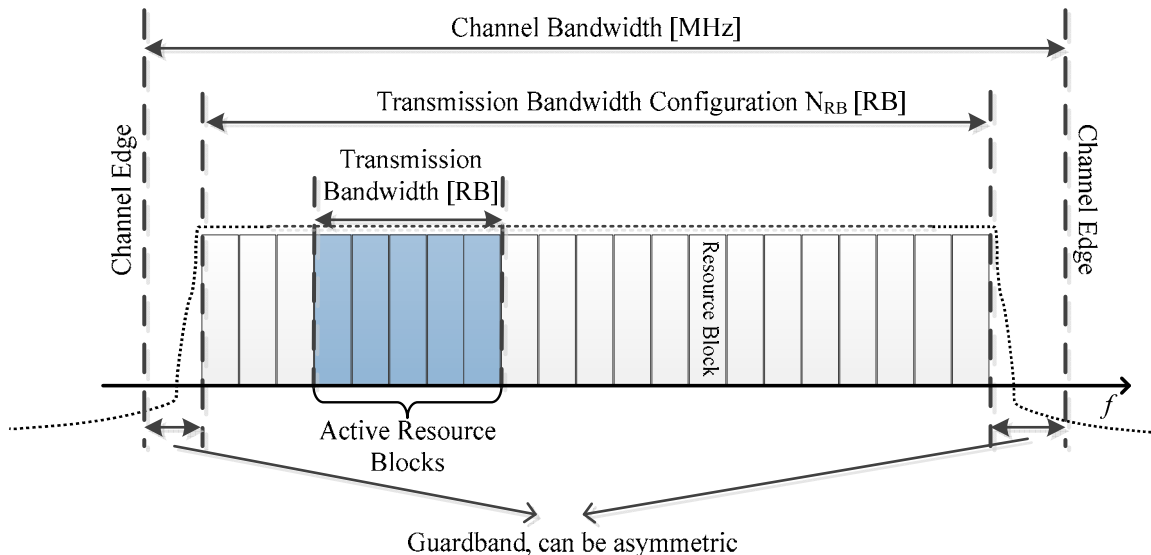 Channel Bandwidth [MHz]
Transmission Bandwidth Configuration N_RB [RB]
Channel Edge
Transmission
Bandwidth [RB]
Channel Edge
Resource Block
f
Active Resource
Blocks
Guardband, can be asymmetric